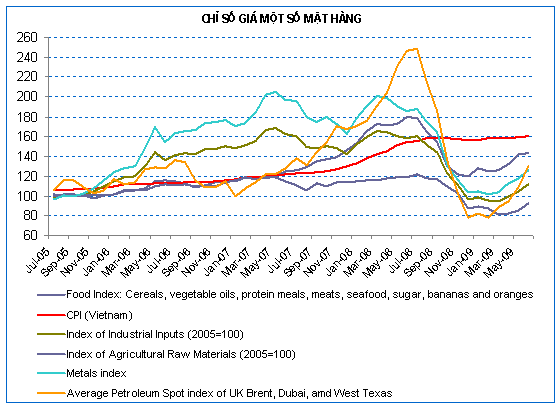 CHỈ SỐ GIÁ MỘT SỐ MẶT HÀNG
260
240
220
200
180
160
140
120
100
80
60
Jul-05
Sep-05
Nov-05
Jan-06
Mar-06
May-06
Jul-06
Sep-06
Nov-06
Jan-07
Mar-07
May-07
Jul-07
Sep-07
Nov-07
Jan-08
Mar-08
May-08
Jul-08
Sep-08
Nov-08
Jan-09
Mar-09
May-09
Food Index: Cereals, vegetable oils, protein meals, meats, seafood, sugar, bananas and oranges
CPI (Vietnam)
Index of Industrial Inputs (2005=100)
Index of Agricultural Raw Materials (2005=100)
Metals index
Average Petroleum Spot index of UK Brent, Dubai, amd West Texas